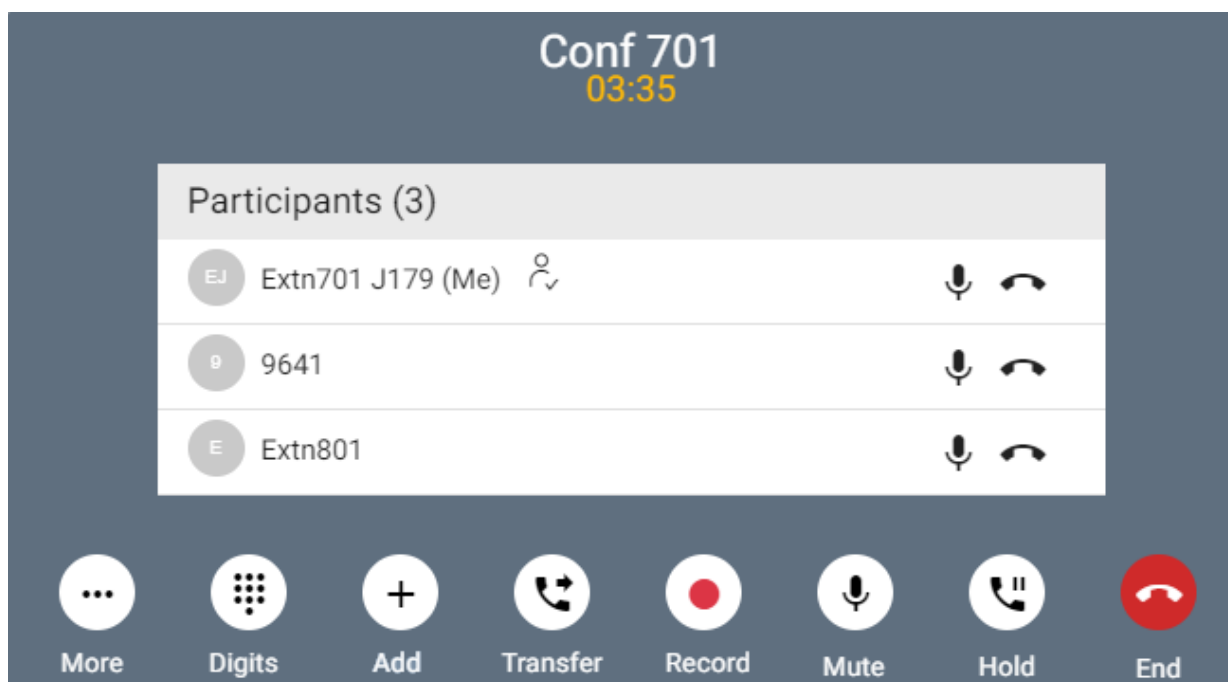 Conf 701
03:35
Participants (3)
EJ Extn701 J179 (Me)
9 9641
E Extn801
More Digits Add Transfer Record Mute Hold End